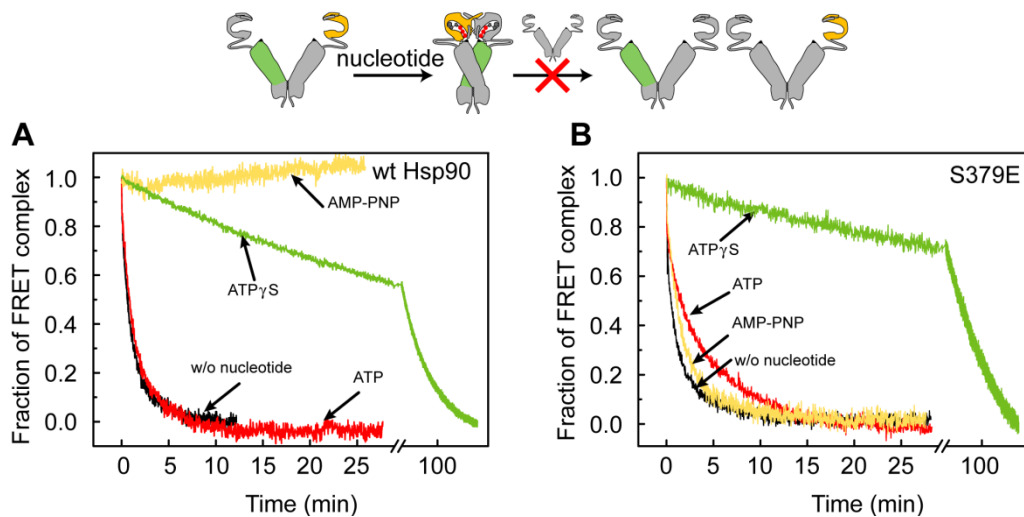 nucleotide
A
wt Hsp90
AMP-PNP
ATPγS
w/o nucleotide
ATP
Fraction of FRET complex
1.0
0.8
0.6
0.4
0.2
0.0
0 5 10 15 20 25 100
Time (min)
B
S379E
ATPγS
ATP
AMP-PNP
w/o nucleotide
Fraction of FRET complex
1.0
0.8
0.6
0.4
0.2
0.0
0 5 10 15 20 25 100
Time (min)